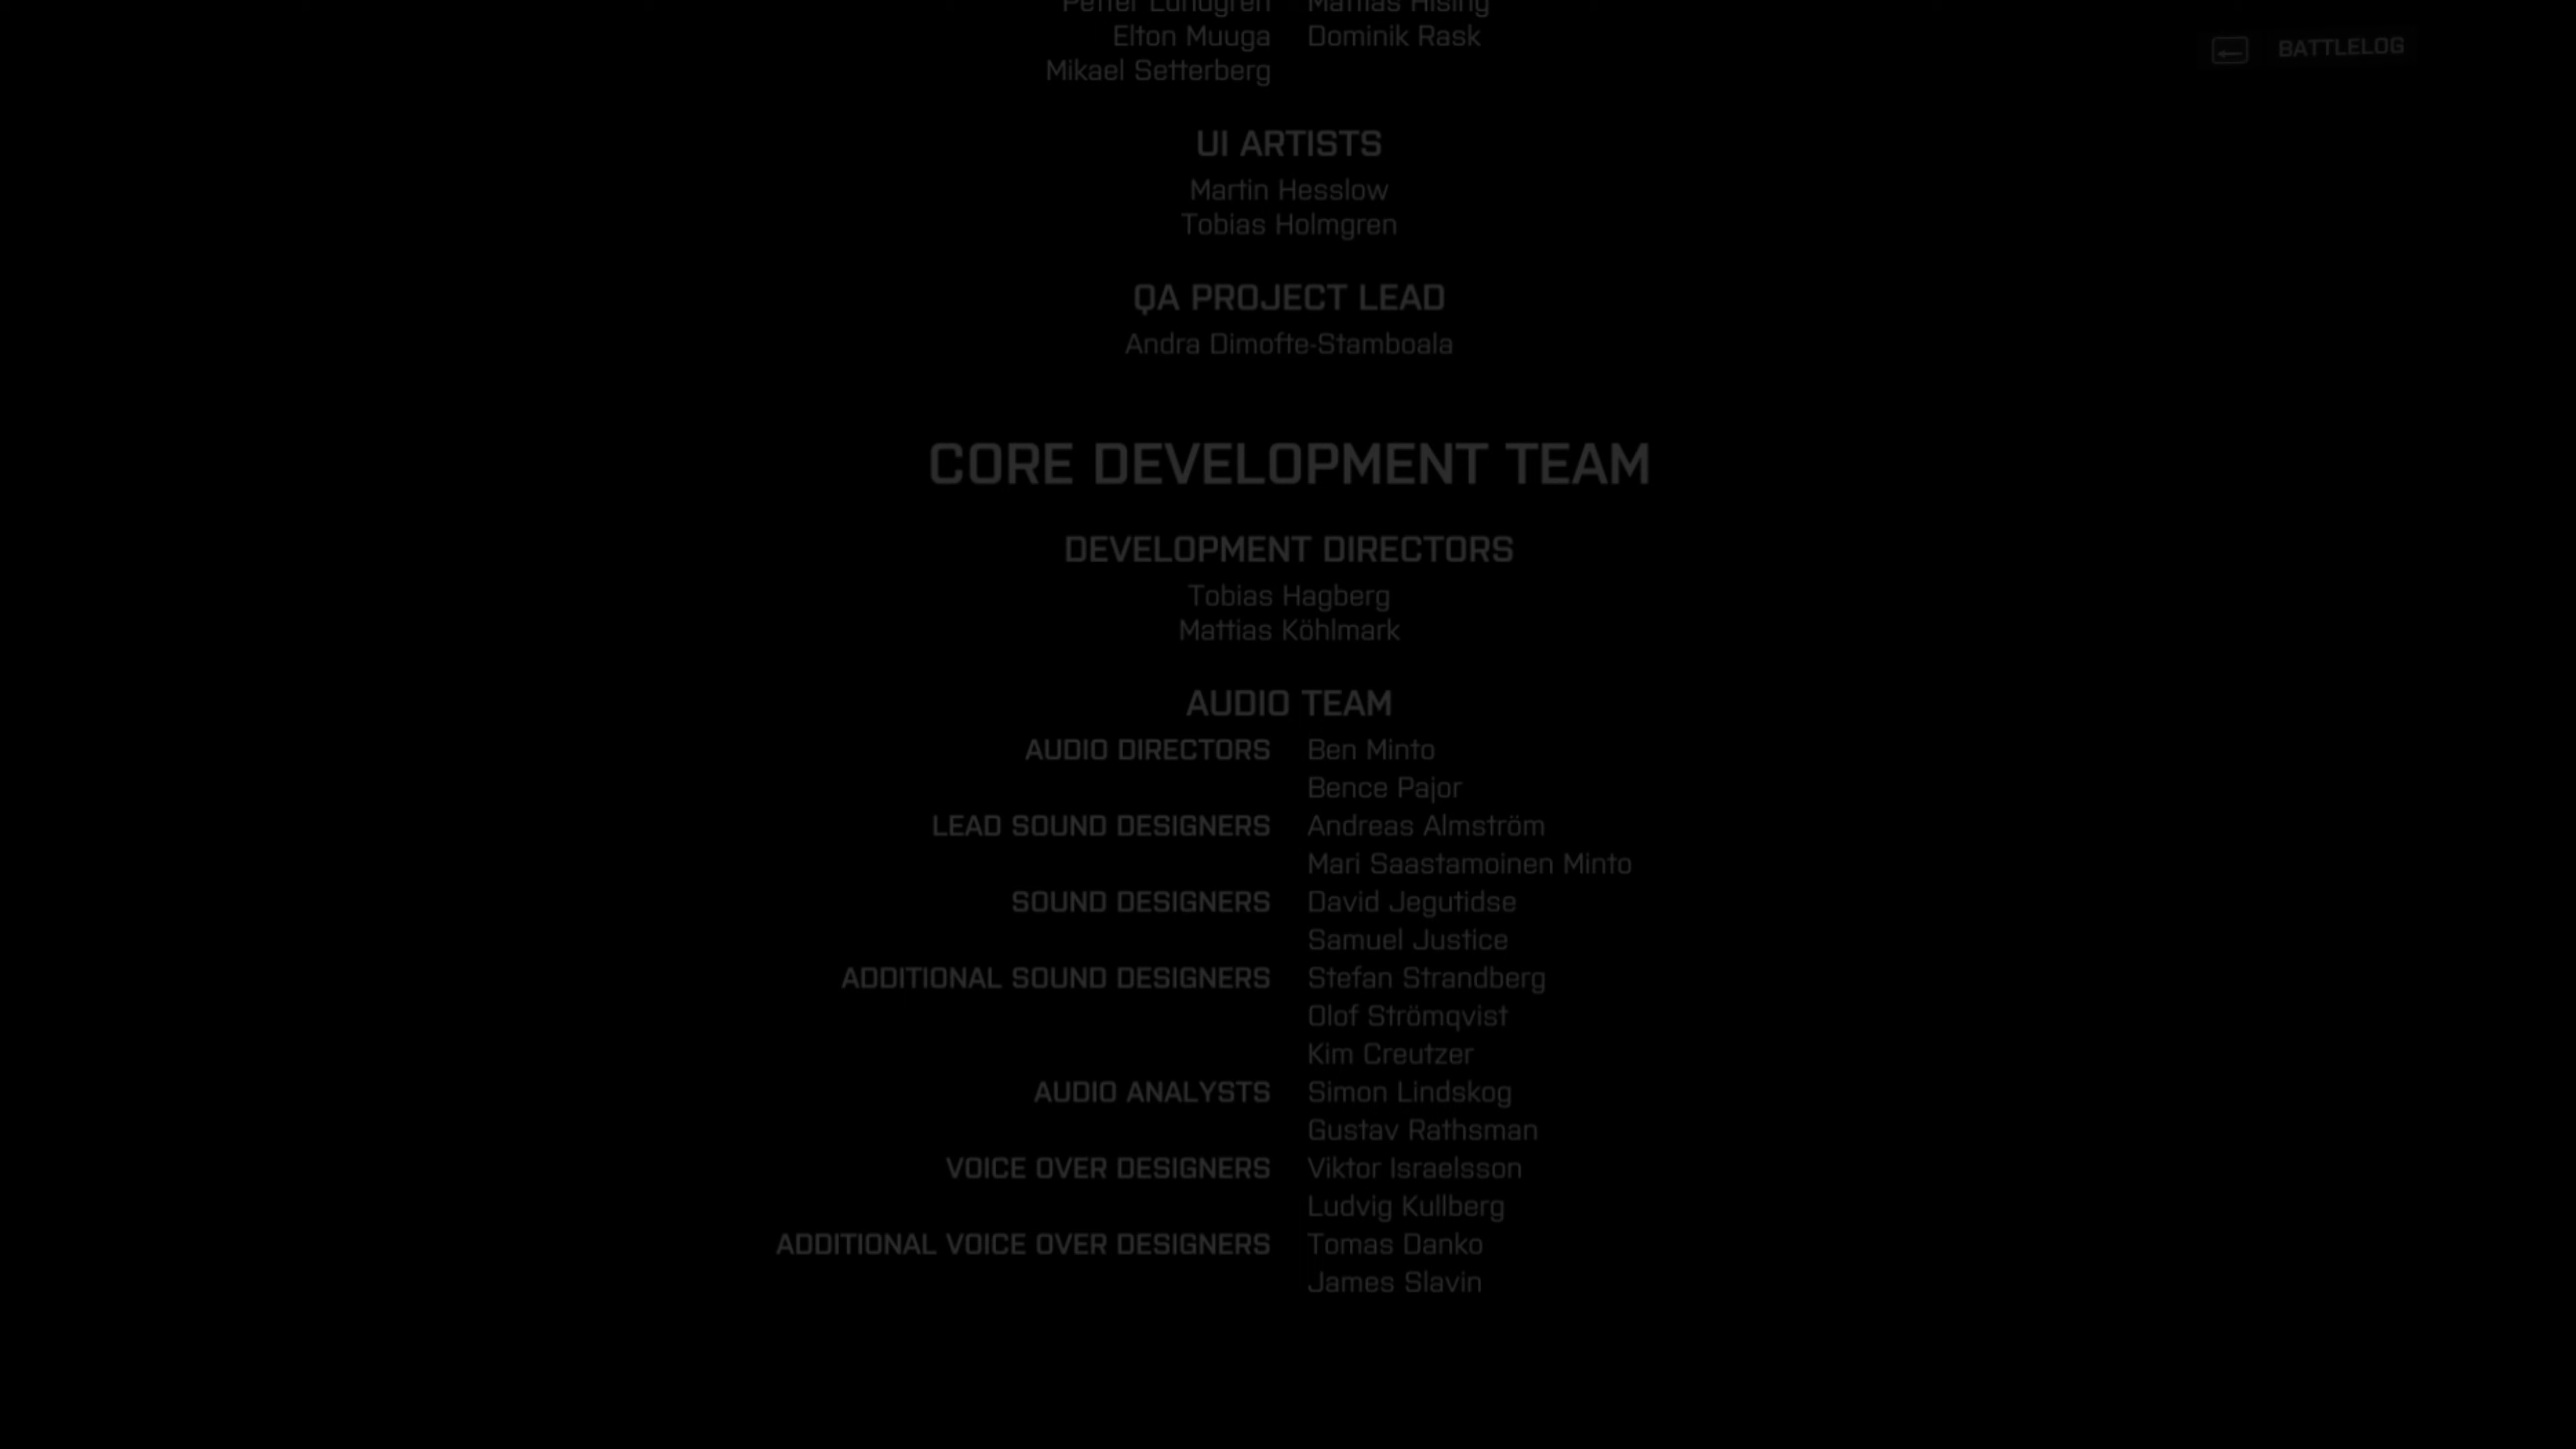 Petter Lundgren Mattias Hising
Elton Muuga Dominik Rask
Mikael Setterberg
BATTLELOG
UI ARTISTS
Martin Hesslow
Tobias Holmgren
QA PROJECT LEAD
Andra Dimofte-Stamboala
CORE DEVELOPMENT TEAM
DEVELOPMENT DIRECTORS
Tobias Hagberg
Mattias Köhlmark
AUDIO TEAM
AUDIO DIRECTORS Ben Minto
Bence Pajor
LEAD SOUND DESIGNERS Andreas Almström
Mari Saastamoinen Minto
SOUND DESIGNERS David Jegutidse
Samuel Justice
ADDITIONAL SOUND DESIGNERS Stefan Strandberg
Olof Strömqvist
Kim Creutzer
AUDIO ANALYSTS Simon Lindskog
Gustav Rathsman
VOICE OVER DESIGNERS Viktor Israelsson
Ludvig Kullberg
ADDITIONAL VOICE OVER DESIGNERS Tomas Danko
James Slavin